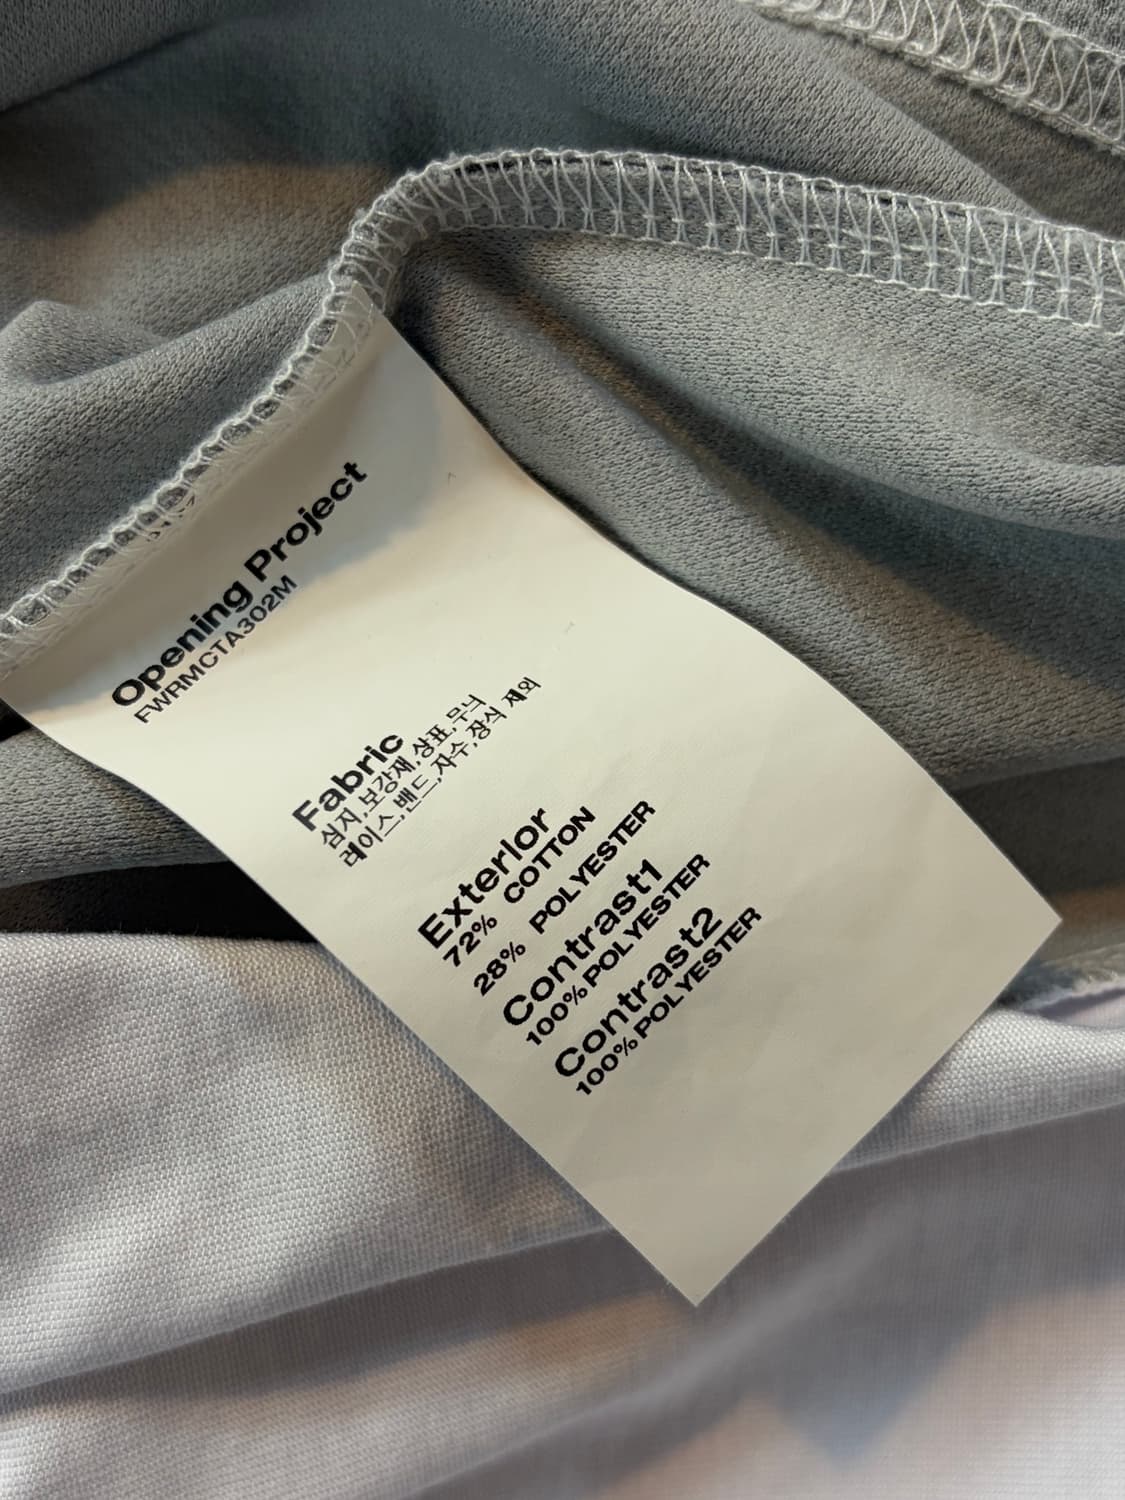 Opening Project
FWRMCTA302M
Fabric
심지,보강재,상표,무늬
레이스,밴드,자수,장식 제외
Exterior
72% COTTON
28% POLYESTER
Contrast1
100% POLYESTER
Contrast2
100% POLYESTER